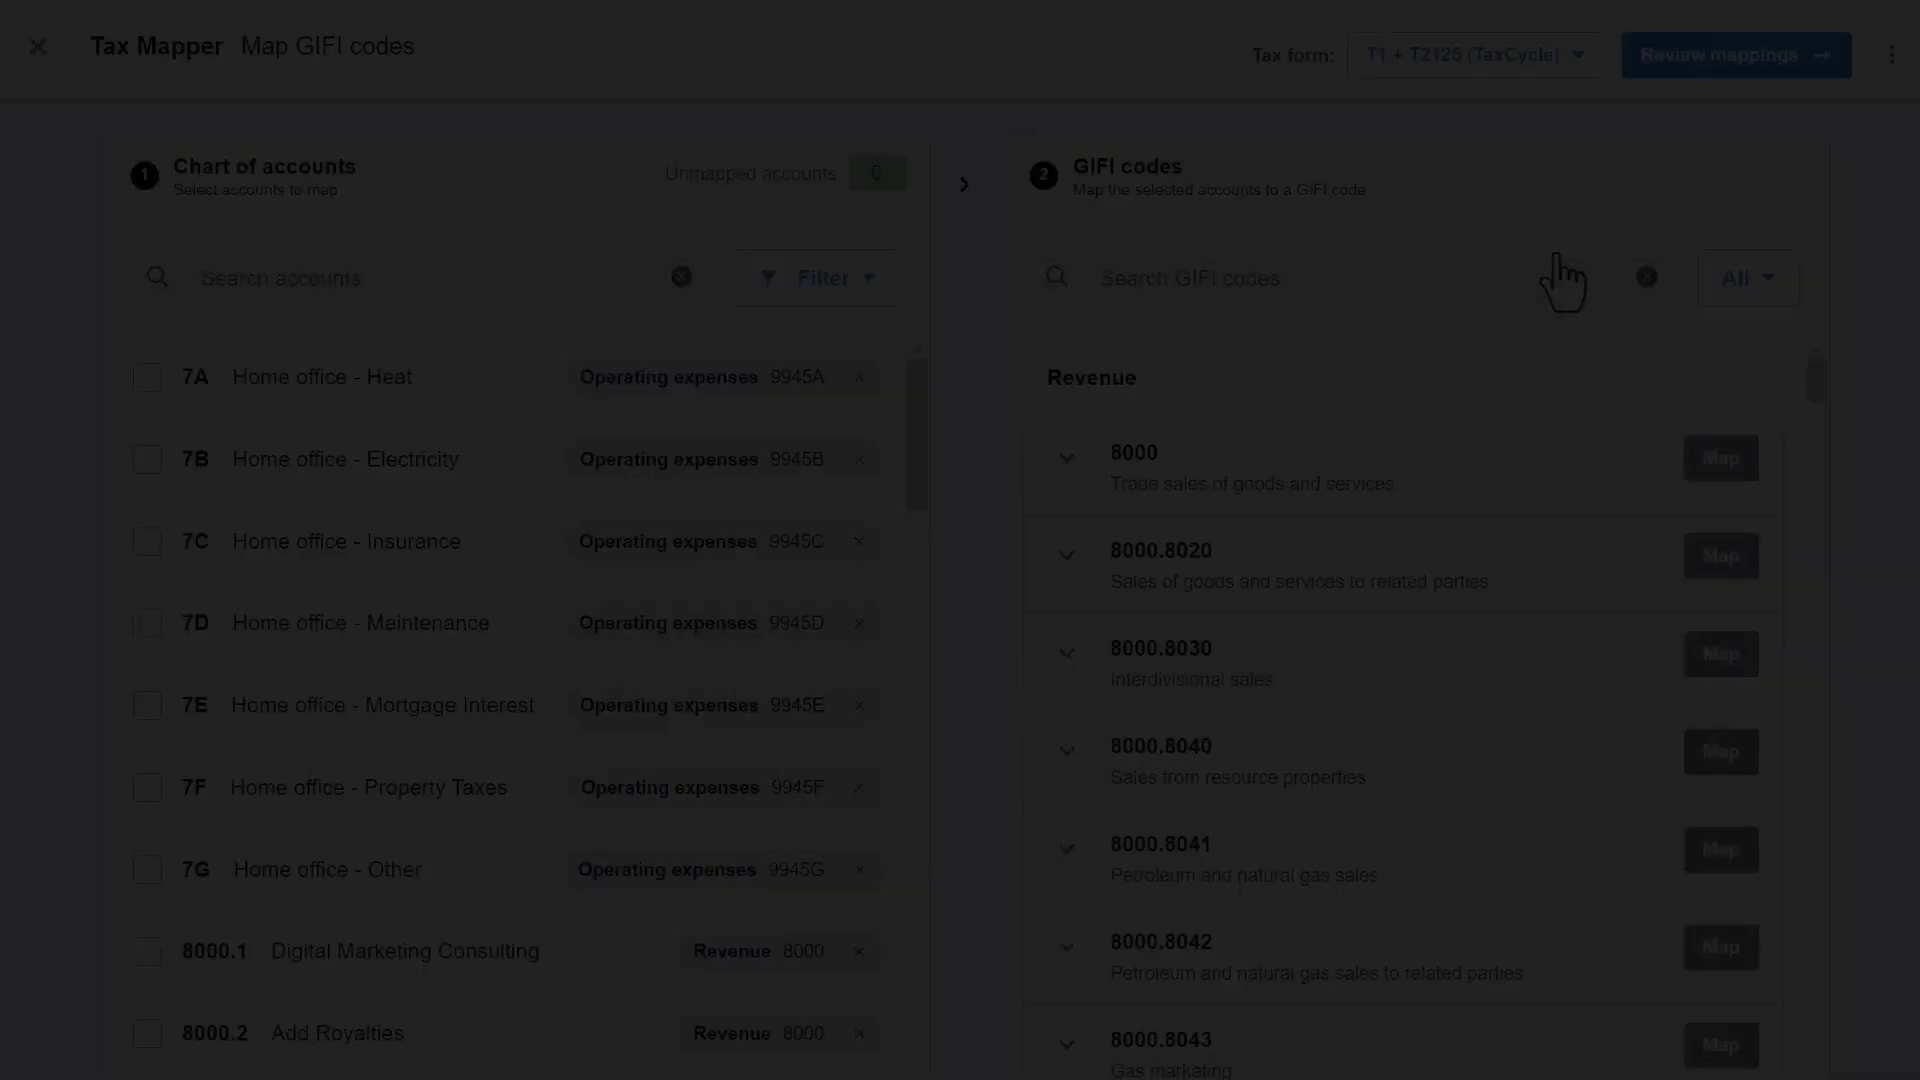 Tax Mapper Map GIFI codes
Tax form: T1 + T2125 (TaxCycle)
Review mappings →
1 Chart of accounts
Select accounts to map
Unmapped accounts 0
Search accounts
Filter
7A Home office - Heat Operating expenses 9945A ×
7B Home office - Electricity Operating expenses 9945B ×
7C Home office - Insurance Operating expenses 9945C ×
7D Home office - Maintenance Operating expenses 9945D ×
7E Home office - Mortgage Interest Operating expenses 9945E ×
7F Home office - Property Taxes Operating expenses 9945F ×
7G Home office - Other Operating expenses 9945G ×
8000.1 Digital Marketing Consulting Revenue 8000 ×
8000.2 Add Royalties Revenue 8000 ×
2 GIFI codes
Map the selected accounts to a GIFI code
Search GIFI codes
All
Revenue
8000
Trade sales of goods and services
Map
8000.8020
Sales of goods and services to related parties
Map
8000.8030
Interdivisional sales
Map
8000.8040
Sales from resource properties
Map
8000.8041
Petroleum and natural gas sales
Map
8000.8042
Petroleum and natural gas sales to related parties
Map
8000.8043
Gas marketing
Map